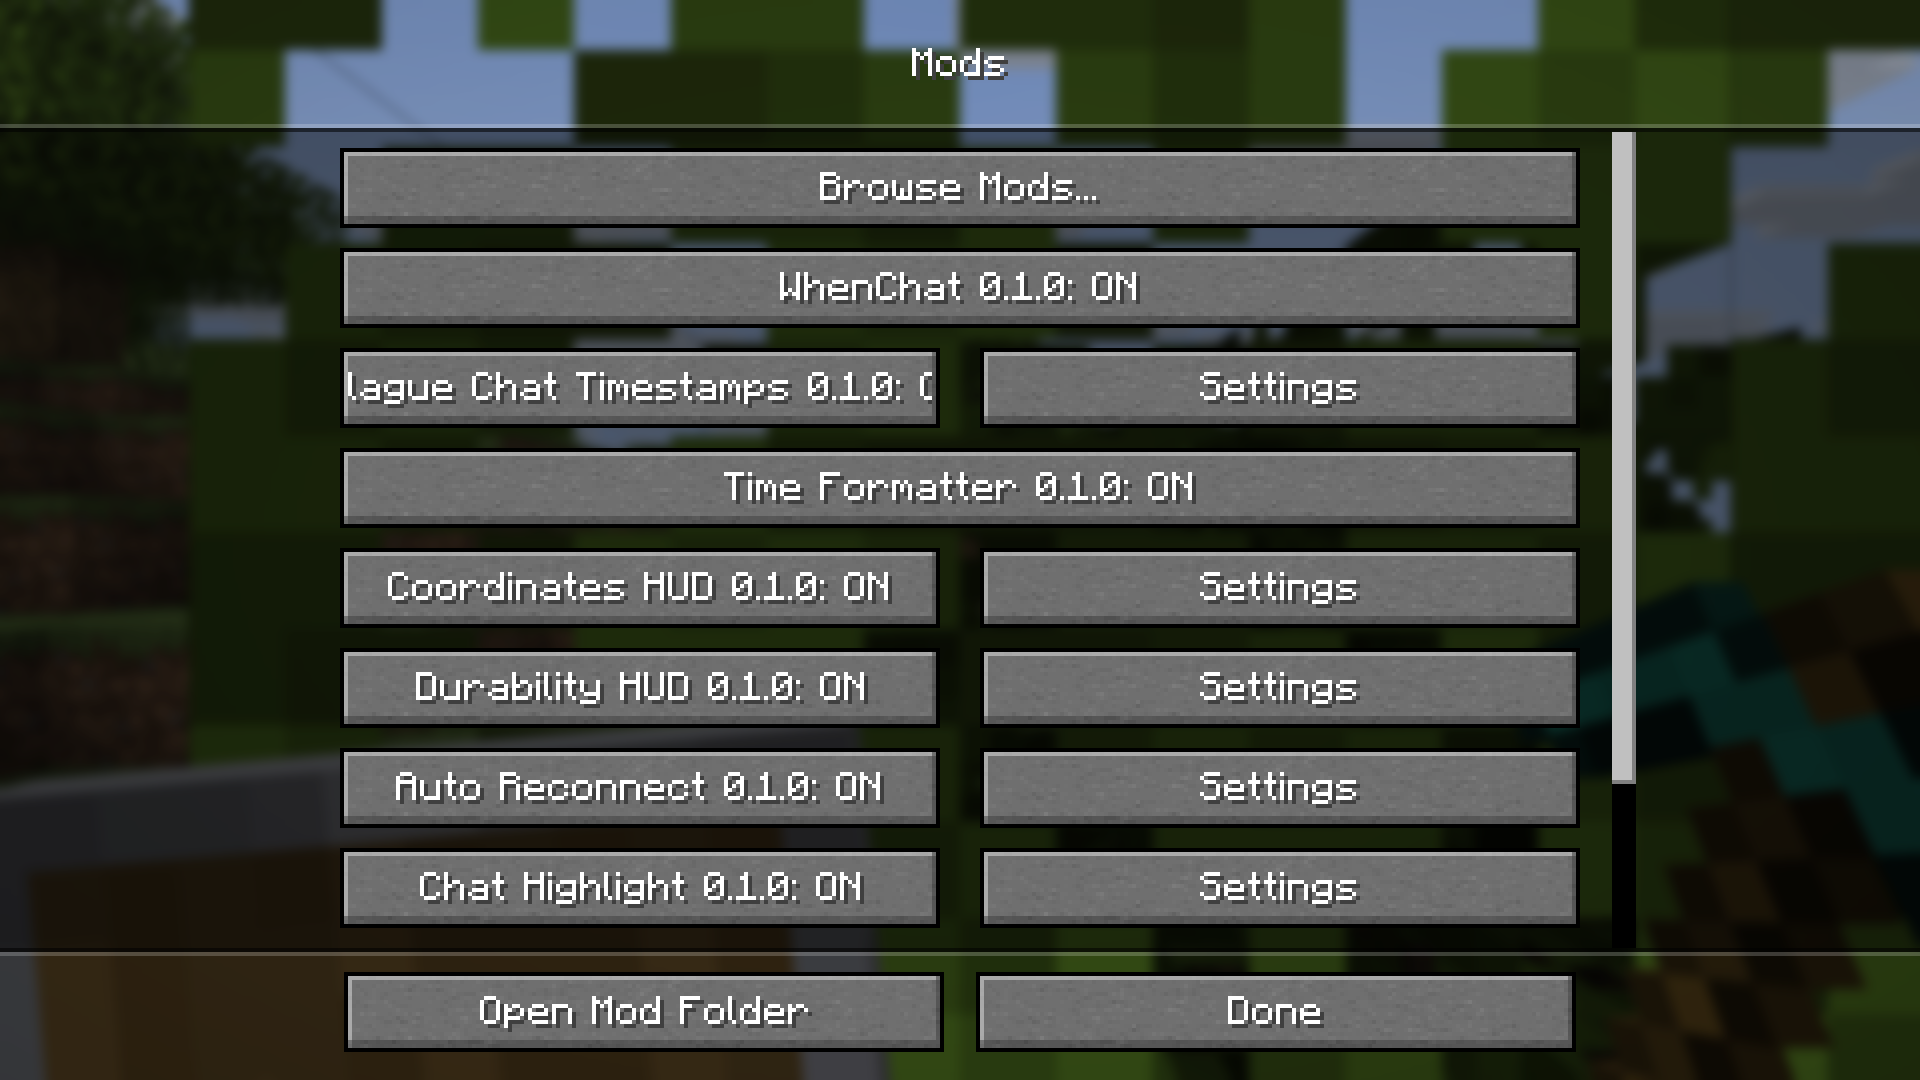 Mods
Browse Mods...
WhenChat 0.1.0: ON
lague Chat Timestamps 0.1.0: O
Settings
Time Formatter 0.1.0: ON
Coordinates HUD 0.1.0: ON
Settings
Durability HUD 0.1.0: ON
Settings
Auto Reconnect 0.1.0: ON
Settings
Chat Highlight 0.1.0: ON
Settings
Open Mod Folder
Done